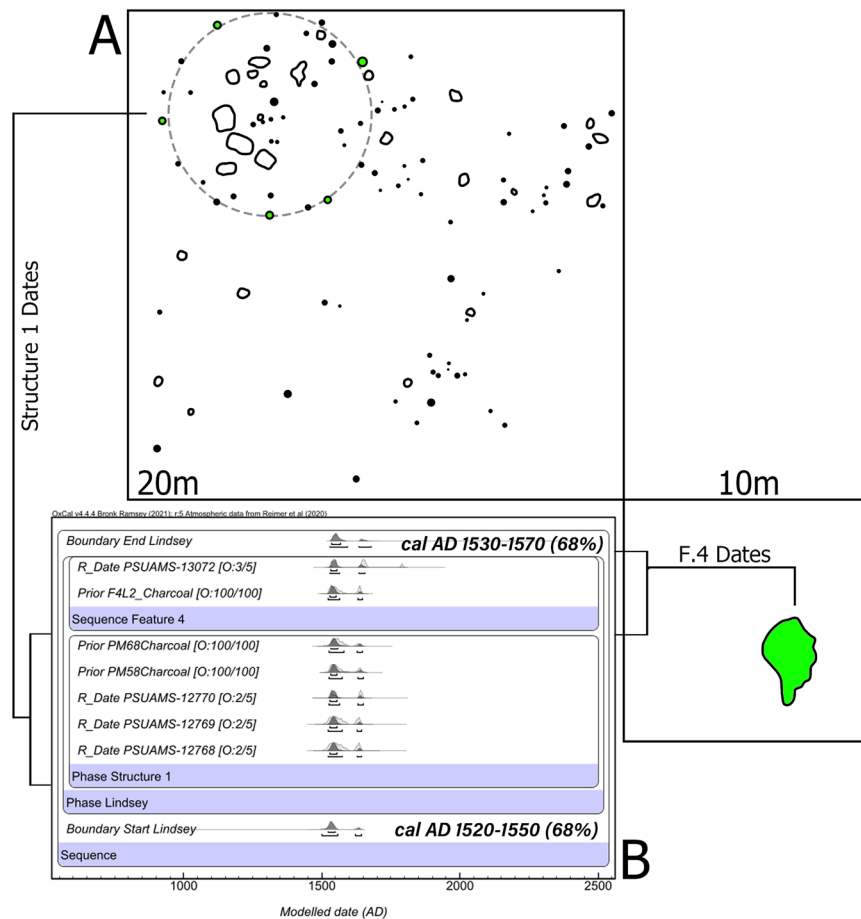 A
Structure 1 Dates
20m
10m
OxCal v4.4.4 Bronk Ramsey (2021); r:5 Atmospheric data from Reimer et al (2020)
Boundary End Lindsey
cal AD 1530-1570 (68%)
F.4 Dates
R_Date PSUAMS-13072 [O:3/5]
Prior F4L2_Charcoal [O:100/100]
Sequence Feature 4
Prior PM68Charcoal [O:100/100]
Prior PM58Charcoal [O:100/100]
R_Date PSUAMS-12770 [O:2/5]
R_Date PSUAMS-12769 [O:2/5]
R_Date PSUAMS-12768 [O:2/5]
Phase Structure 1
Phase Lindsey
Boundary Start Lindsey
cal AD 1520-1550 (68%)
Sequence
B
1000 1500 2000 2500
Modelled date (AD)